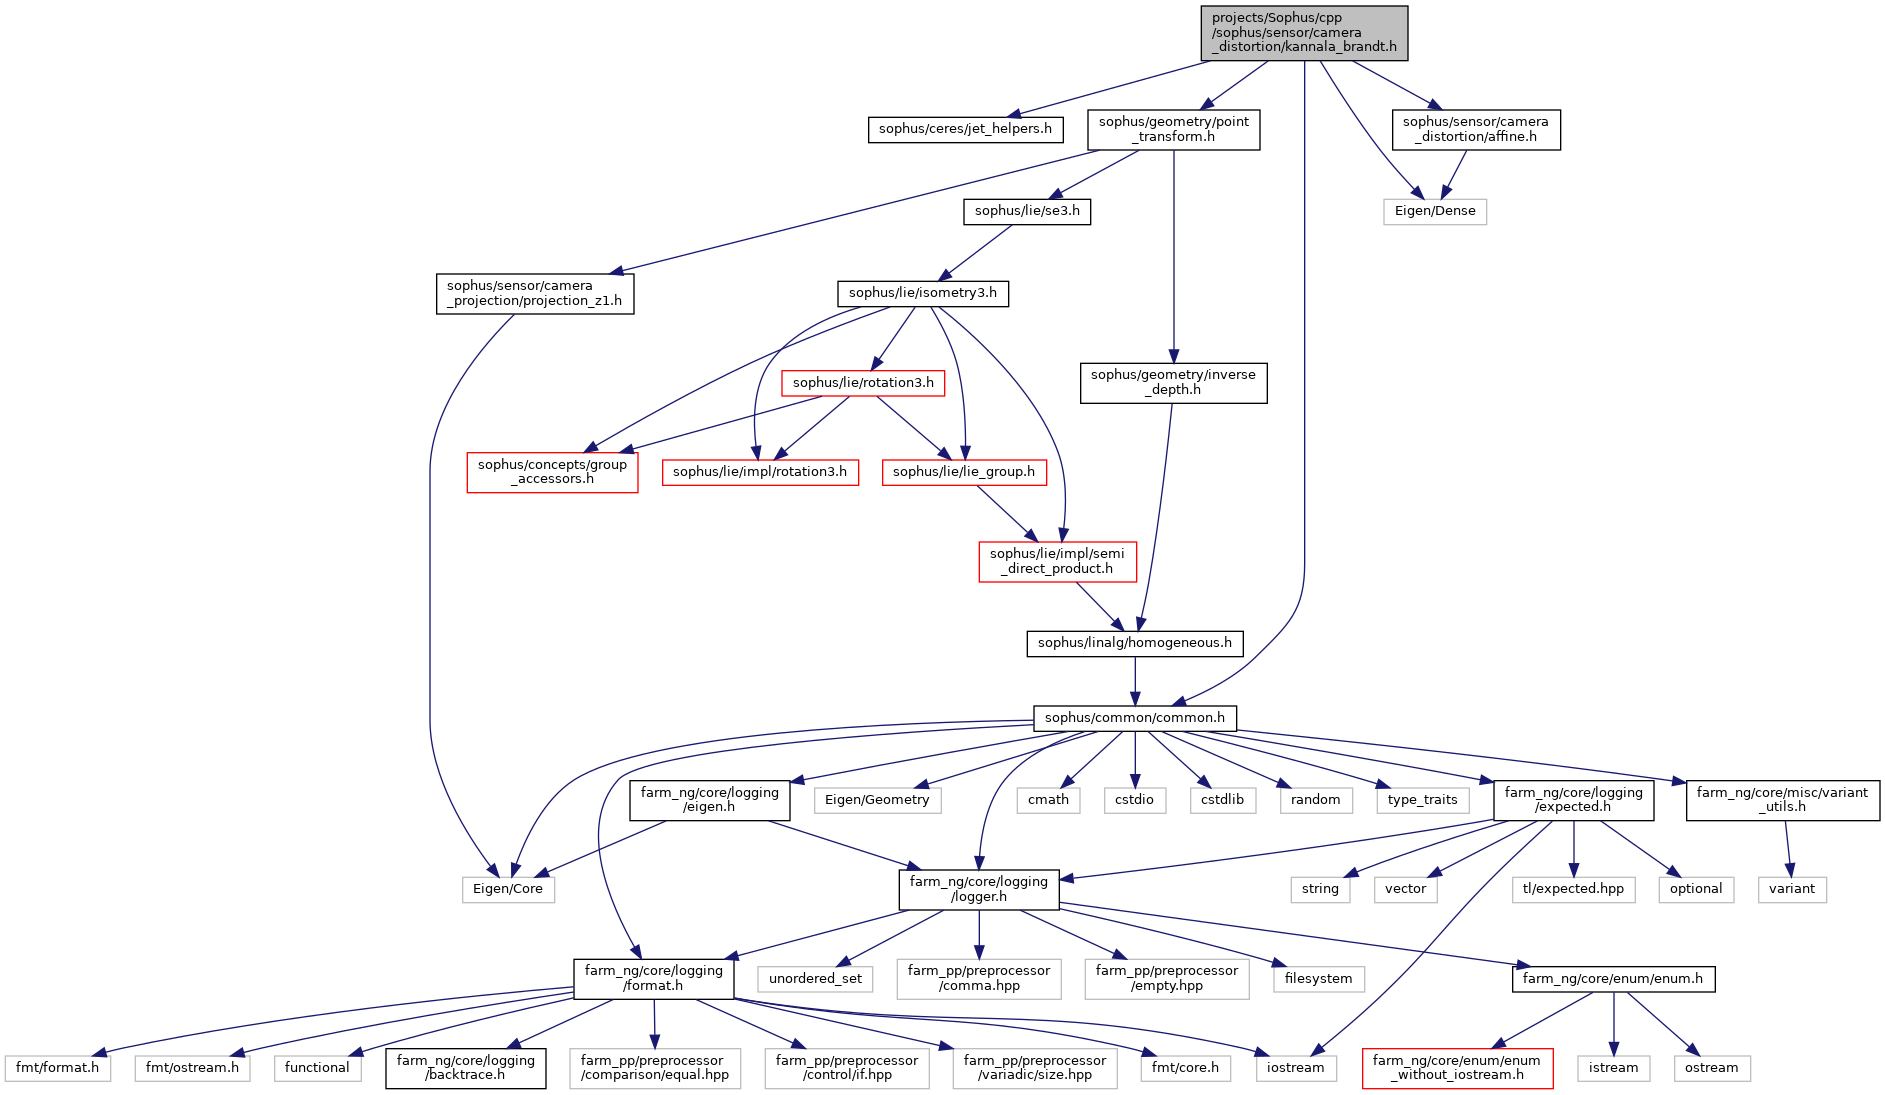 projects/Sophus/cpp
/sophus/sensor/camera
_distortion/kannala_brandt.h
sophus/ceres/jet_helpers.h
sophus/geometry/point
_transform.h
sophus/sensor/camera
_distortion/affine.h
sophus/lie/se3.h
Eigen/Dense
sophus/sensor/camera
_projection/projection_z1.h
sophus/lie/isometry3.h
sophus/lie/rotation3.h
sophus/geometry/inverse
_depth.h
sophus/concepts/group
_accessors.h
sophus/lie/impl/rotation3.h
sophus/lie/lie_group.h
sophus/lie/impl/semi
_direct_product.h
sophus/linalg/homogeneous.h
sophus/common/common.h
farm_ng/core/logging
/eigen.h
Eigen/Geometry
cmath
cstdio
cstdlib
random
type_traits
farm_ng/core/logging
/expected.h
farm_ng/core/misc/variant
_utils.h
Eigen/Core
farm_ng/core/logging
/logger.h
string
vector
tl/expected.hpp
optional
variant
farm_ng/core/logging
/format.h
unordered_set
farm_pp/preprocessor
/comma.hpp
farm_pp/preprocessor
/empty.hpp
filesystem
farm_ng/core/enum/enum.h
fmt/format.h
fmt/ostream.h
functional
farm_ng/core/logging
/backtrace.h
farm_pp/preprocessor
/comparison/equal.hpp
farm_pp/preprocessor
/control/if.hpp
farm_pp/preprocessor
/variadic/size.hpp
fmt/core.h
iostream
farm_ng/core/enum/enum
_without_iostream.h
istream
ostream